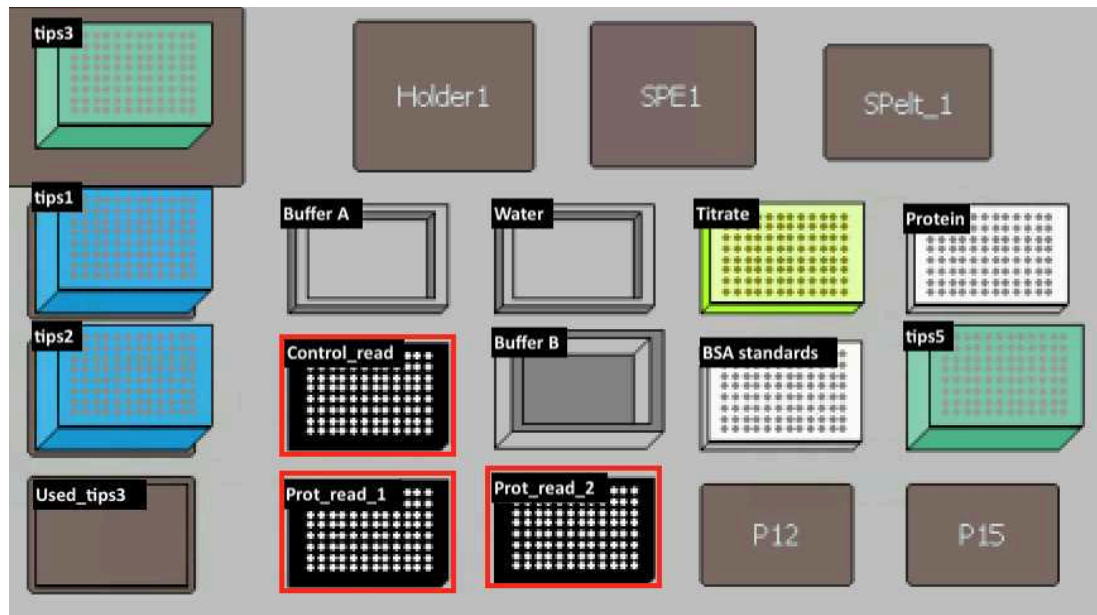 tips3
Holder1
SPE1
SPelt_1
tips1
Buffer A
Water
Titrate
Protein
tips2
Control_read
Buffer B
BSA standards
tips5
Used_tips3
Prot_read_1
Prot_read_2
P12
P15